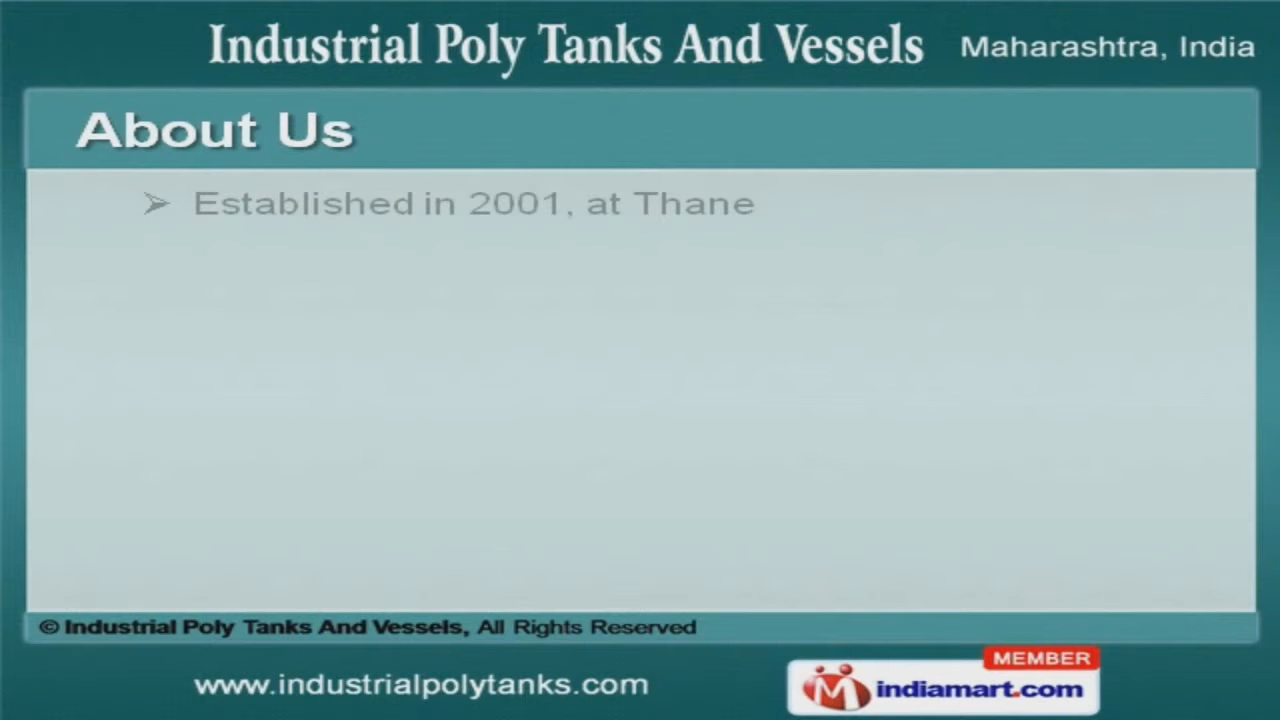 Industrial Poly Tanks And Vessels Maharashtra, India
About Us
➢ Established in 2001, at Thane
© Industrial Poly Tanks And Vessels, All Rights Reserved
MEMBER
www.industrialpolytanks.com
M indiamart.com